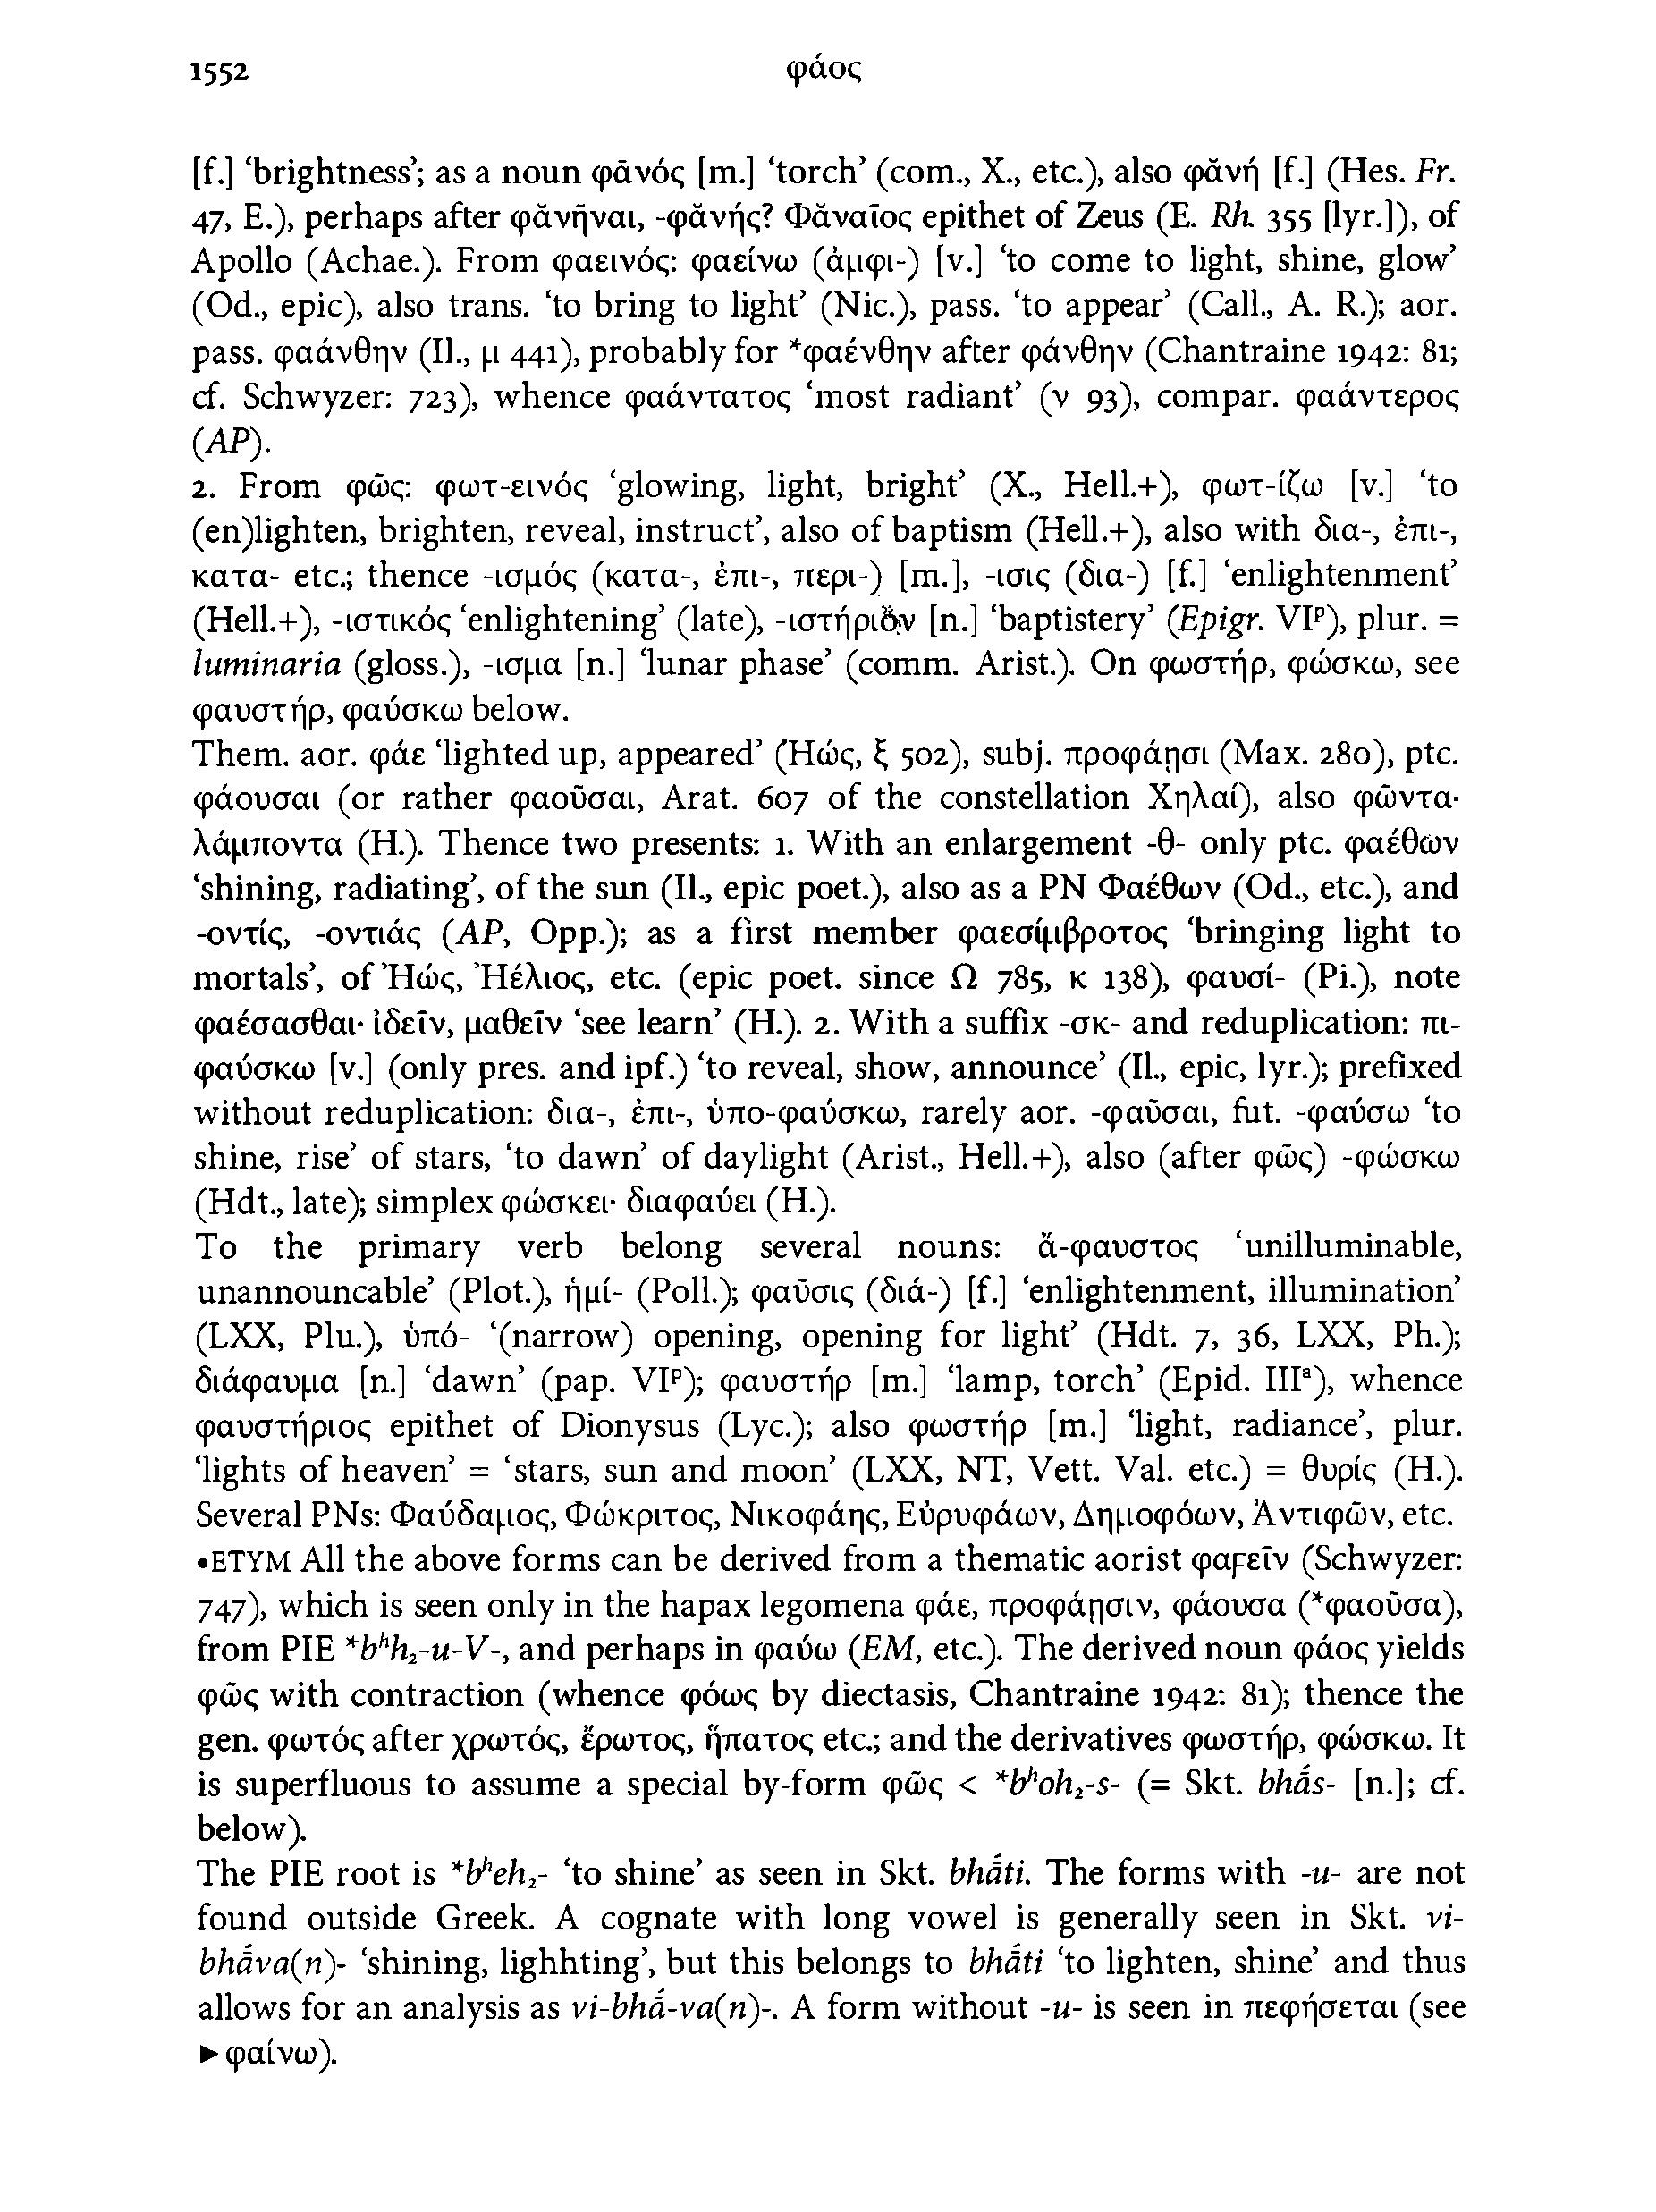 1552 φάος
[f.] ‘brightness’; as a noun φᾱνός [m.] ‘torch’ (com., X., etc.), also φᾰνή [f.] (Hes. Fr.
47, E.), perhaps after φᾰνῆναι, -φᾰνής? Φᾰναῖος epithet of Zeus (E. Rh. 355 [lyr.]), of
Apollo (Achae.). From φαεινός: φαείνω (ἀμφι-) [v.] ‘to come to light, shine, glow’
(Od., epic), also trans. ‘to bring to light’ (Nic.), pass. ‘to appear’ (Call., A. R.); aor.
pass. φαάνθην (Il., μ 441), probably for *φαένθην after φάνθην (Chantraine 1942: 81;
cf. Schwyzer: 723), whence φαάντατος ‘most radiant’ (ν 93), compar. φαάντερος
(AP).
2. From φῶς: φωτ-εινός ‘glowing, light, bright’ (X., Hell.+), φωτ-ίζω [v.] ‘to
(en)lighten, brighten, reveal, instruct’, also of baptism (Hell.+), also with δια-, ἐπι-,
κατα- etc.; thence -ισμός (κατα-, ἐπι-, περι-) [m.], -ισις (δια-) [f.] ‘enlightenment’
(Hell.+), -ιστικός ‘enlightening’ (late), -ιστήριον [n.] ‘baptistery’ (Epigr. VIᵖ), plur. =
luminaria (gloss.), -ισμα [n.] ‘lunar phase’ (comm. Arist.). On φωστήρ, φώσκω, see
φαυστήρ, φαύσκω below.
Them. aor. φάε ‘lighted up, appeared’ (Ἠώς, ξ 502), subj. προφάῃσι (Max. 280), ptc.
φάουσαι (or rather φαοῦσαι, Arat. 607 of the constellation Χηλαί), also φῶντα·
λάμποντα (H.). Thence two presents: 1. With an enlargement -θ- only ptc. φαέθων
‘shining, radiating’, of the sun (Il., epic poet.), also as a PN Φαέθων (Od., etc.), and
-οντίς, -οντιάς (AP, Opp.); as a first member φαεσίμβροτος ‘bringing light to
mortals’, of Ἠώς, Ἠέλιος, etc. (epic poet. since Ω 785, κ 138), φαυσί- (Pi.), note
φαέσασθαι· ἰδεῖν, μαθεῖν ‘see learn’ (H.). 2. With a suffix -σκ- and reduplication: πι-
φαύσκω [v.] (only pres. and ipf.) ‘to reveal, show, announce’ (Il., epic, lyr.); prefixed
without reduplication: δια-, ἐπι-, ὑπο-φαύσκω, rarely aor. -φαῦσαι, fut. -φαύσω ‘to
shine, rise’ of stars, ‘to dawn’ of daylight (Arist., Hell.+), also (after φῶς) -φώσκω
(Hdt., late); simplex φώσκει· διαφαύει (H.).
To the primary verb belong several nouns: ἄ-φαυστος ‘unilluminable,
unannouncable’ (Plot.), ἡμί- (Poll.); φαῦσις (διά-) [f.] ‘enlightenment, illumination’
(LXX, Plu.), ὑπό- ‘(narrow) opening, opening for light’ (Hdt. 7, 36, LXX, Ph.);
διάφαυμα [n.] ‘dawn’ (pap. VIᵖ); φαυστήρ [m.] ‘lamp, torch’ (Epid. IIIᵃ), whence
φαυστήριος epithet of Dionysus (Lyc.); also φωστήρ [m.] ‘light, radiance’, plur.
‘lights of heaven’ = ‘stars, sun and moon’ (LXX, NT, Vett. Val. etc.) = θυρίς (H.).
Several PNs: Φαύδαμος, Φώκριτος, Νικοφάης, Εὐρυφάων, Δημοφόων, Ἀντιφῶν, etc.
•ETYM All the above forms can be derived from a thematic aorist φαϝεῖν (Schwyzer:
747), which is seen only in the hapax legomena φάε, προφάῃσιν, φάουσα (*φαοῦσα),
from PIE *bʰh₂-u-V-, and perhaps in φαύω (EM, etc.). The derived noun φάος yields
φῶς with contraction (whence φόως by diectasis, Chantraine 1942: 81); thence the
gen. φωτός after χρωτός, ἔρωτος, ἥπατος etc.; and the derivatives φωστήρ, φώσκω. It
is superfluous to assume a special by-form φῶς < *bʰoh₂-s- (= Skt. bhā́s- [n.]; cf.
below).
The PIE root is *bʰeh₂- ‘to shine’ as seen in Skt. bhā́ti. The forms with -u- are not
found outside Greek. A cognate with long vowel is generally seen in Skt. vi-
bhā́va(n)- ‘shining, lighhting’, but this belongs to bhā́ti ‘to lighten, shine’ and thus
allows for an analysis as vi-bhā́-va(n)-. A form without -u- is seen in πεφήσεται (see
►φαίνω).